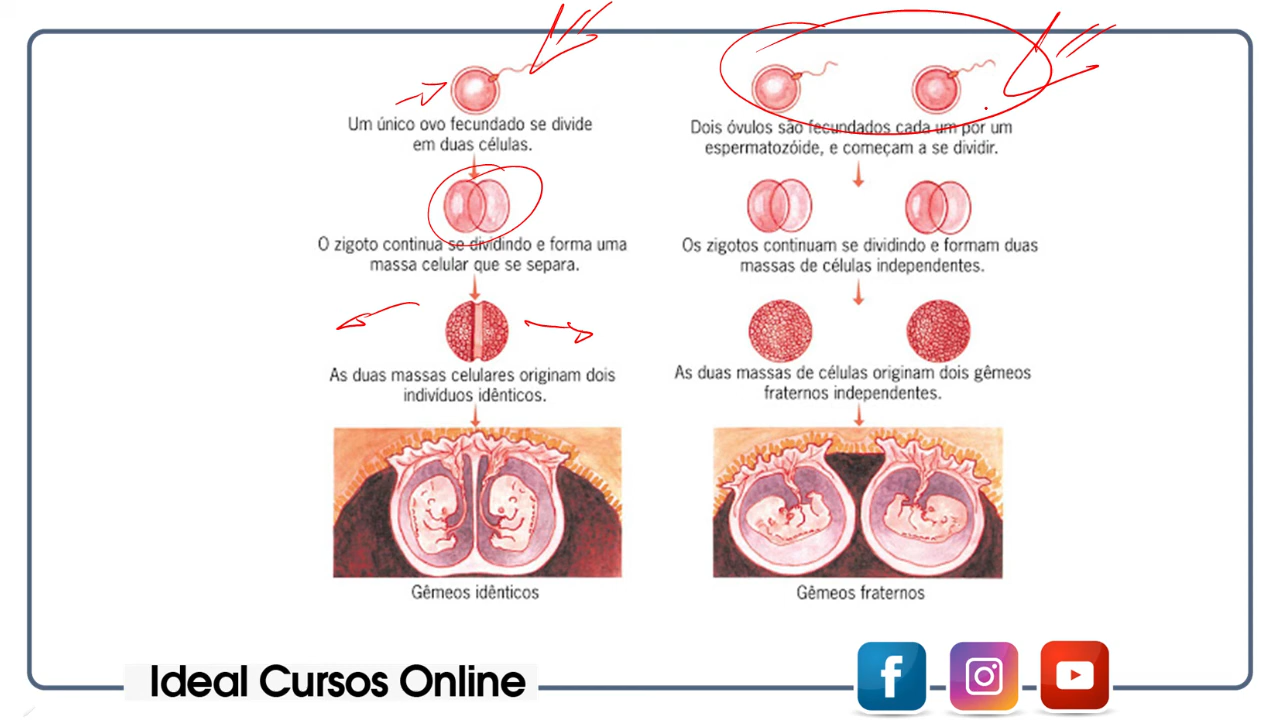 Um único ovo fecundado se divide
em duas células.
O zigoto continua se dividindo e forma uma
massa celular que se separa.
As duas massas celulares originam dois
indivíduos idênticos.
Gêmeos idênticos
Dois óvulos são fecundados cada um por um
espermatozóide, e começam a se dividir.
Os zigotos continuam se dividindo e formam duas
massas de células independentes.
As duas massas de células originam dois gêmeos
fraternos independentes.
Gêmeos fraternos
Ideal Cursos Online